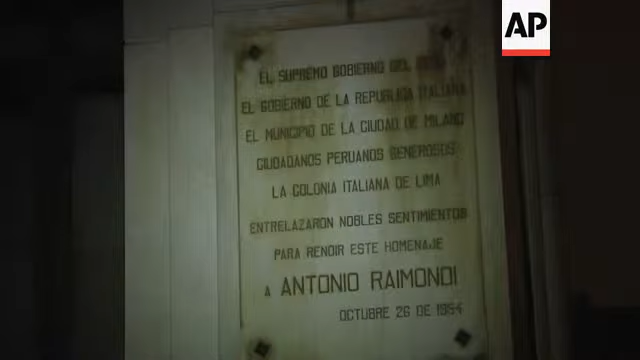 AP
EL SUPREMO GOBIERNO DEL
EL GOBIERNO DE LA REPUBLICA ITALIANA
EL MUNICIPIO DE LA CIUDAD DE MILANO
CIUDADANOS PERUANOS GENEROSOS
LA COLONIA ITALIANA DE LIMA
ENTRELAZARON NOBLES SENTIMIENTOS
PARA RENDIR ESTE HOMENAJE
A ANTONIO RAIMONDI
OCTUBRE 26 DE 1954